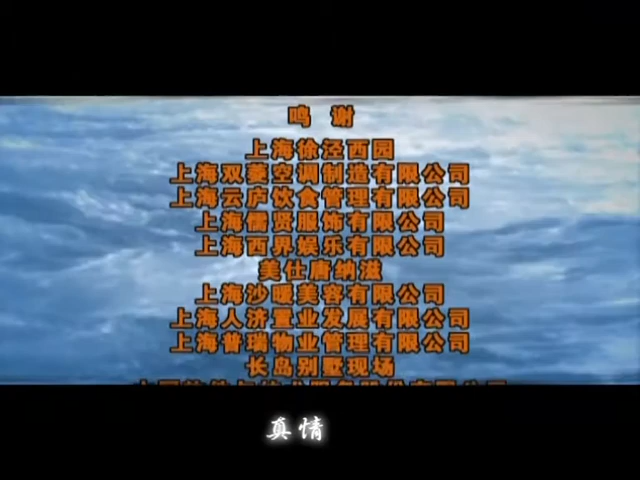 鸣 谢
上海徐泾西园
上海双菱空调制造有限公司
上海云庐饮食管理有限公司
上海儒贤服饰有限公司
上海西界娱乐有限公司
美仕唐纳滋
上海沙暖美容有限公司
上海人济置业发展有限公司
上海普瑞物业管理有限公司
长岛别墅现场
真情